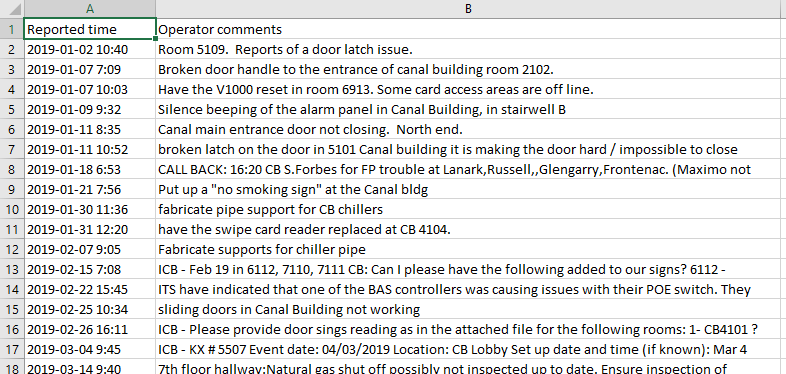 A B
1 Reported time Operator comments
2 2019-01-02 10:40 Room 5109.  Reports of a door latch issue.
3 2019-01-07 7:09 Broken door handle to the entrance of canal building room 2102.
4 2019-01-07 10:03 Have the V1000 reset in room 6913. Some card access areas are off line.
5 2019-01-09 9:32 Silence beeping of the alarm panel in Canal Building, in stairwell B
6 2019-01-11 8:35 Canal main entrance door not closing.  North end.
7 2019-01-11 10:52 broken latch on the door in 5101 Canal building it is making the door hard / impossible to close
8 2019-01-18 6:53 CALL BACK: 16:20 CB S.Forbes for FP trouble at Lanark,Russell,,Glengarry,Frontenac. (Maximo not
9 2019-01-21 7:56 Put up a "no smoking sign" at the Canal bldg
10 2019-01-30 11:36 fabricate pipe support for CB chillers
11 2019-01-31 12:20 have the swipe card reader replaced at CB 4104.
12 2019-02-07 9:05 Fabricate supports for chiller pipe
13 2019-02-15 7:08 ICB - Feb 19 in 6112, 7110, 7111 CB: Can I please have the following added to our signs? 6112 -
14 2019-02-22 15:45 ITS have indicated that one of the BAS controllers was causing issues with their POE switch. They
15 2019-02-25 10:34 sliding doors in Canal Building not working
16 2019-02-26 16:11 ICB - Please provide door sings reading as in the attached file for the following rooms: 1- CB4101 ?
17 2019-03-04 9:45 ICB - KX # 5507 Event date: 04/03/2019 Location: CB Lobby Set up date and time (if known): Mar 4
18 2019-03-14 9:40 7th floor hallway:Natural gas shut off possibly not inspected up to date. Ensure inspection of